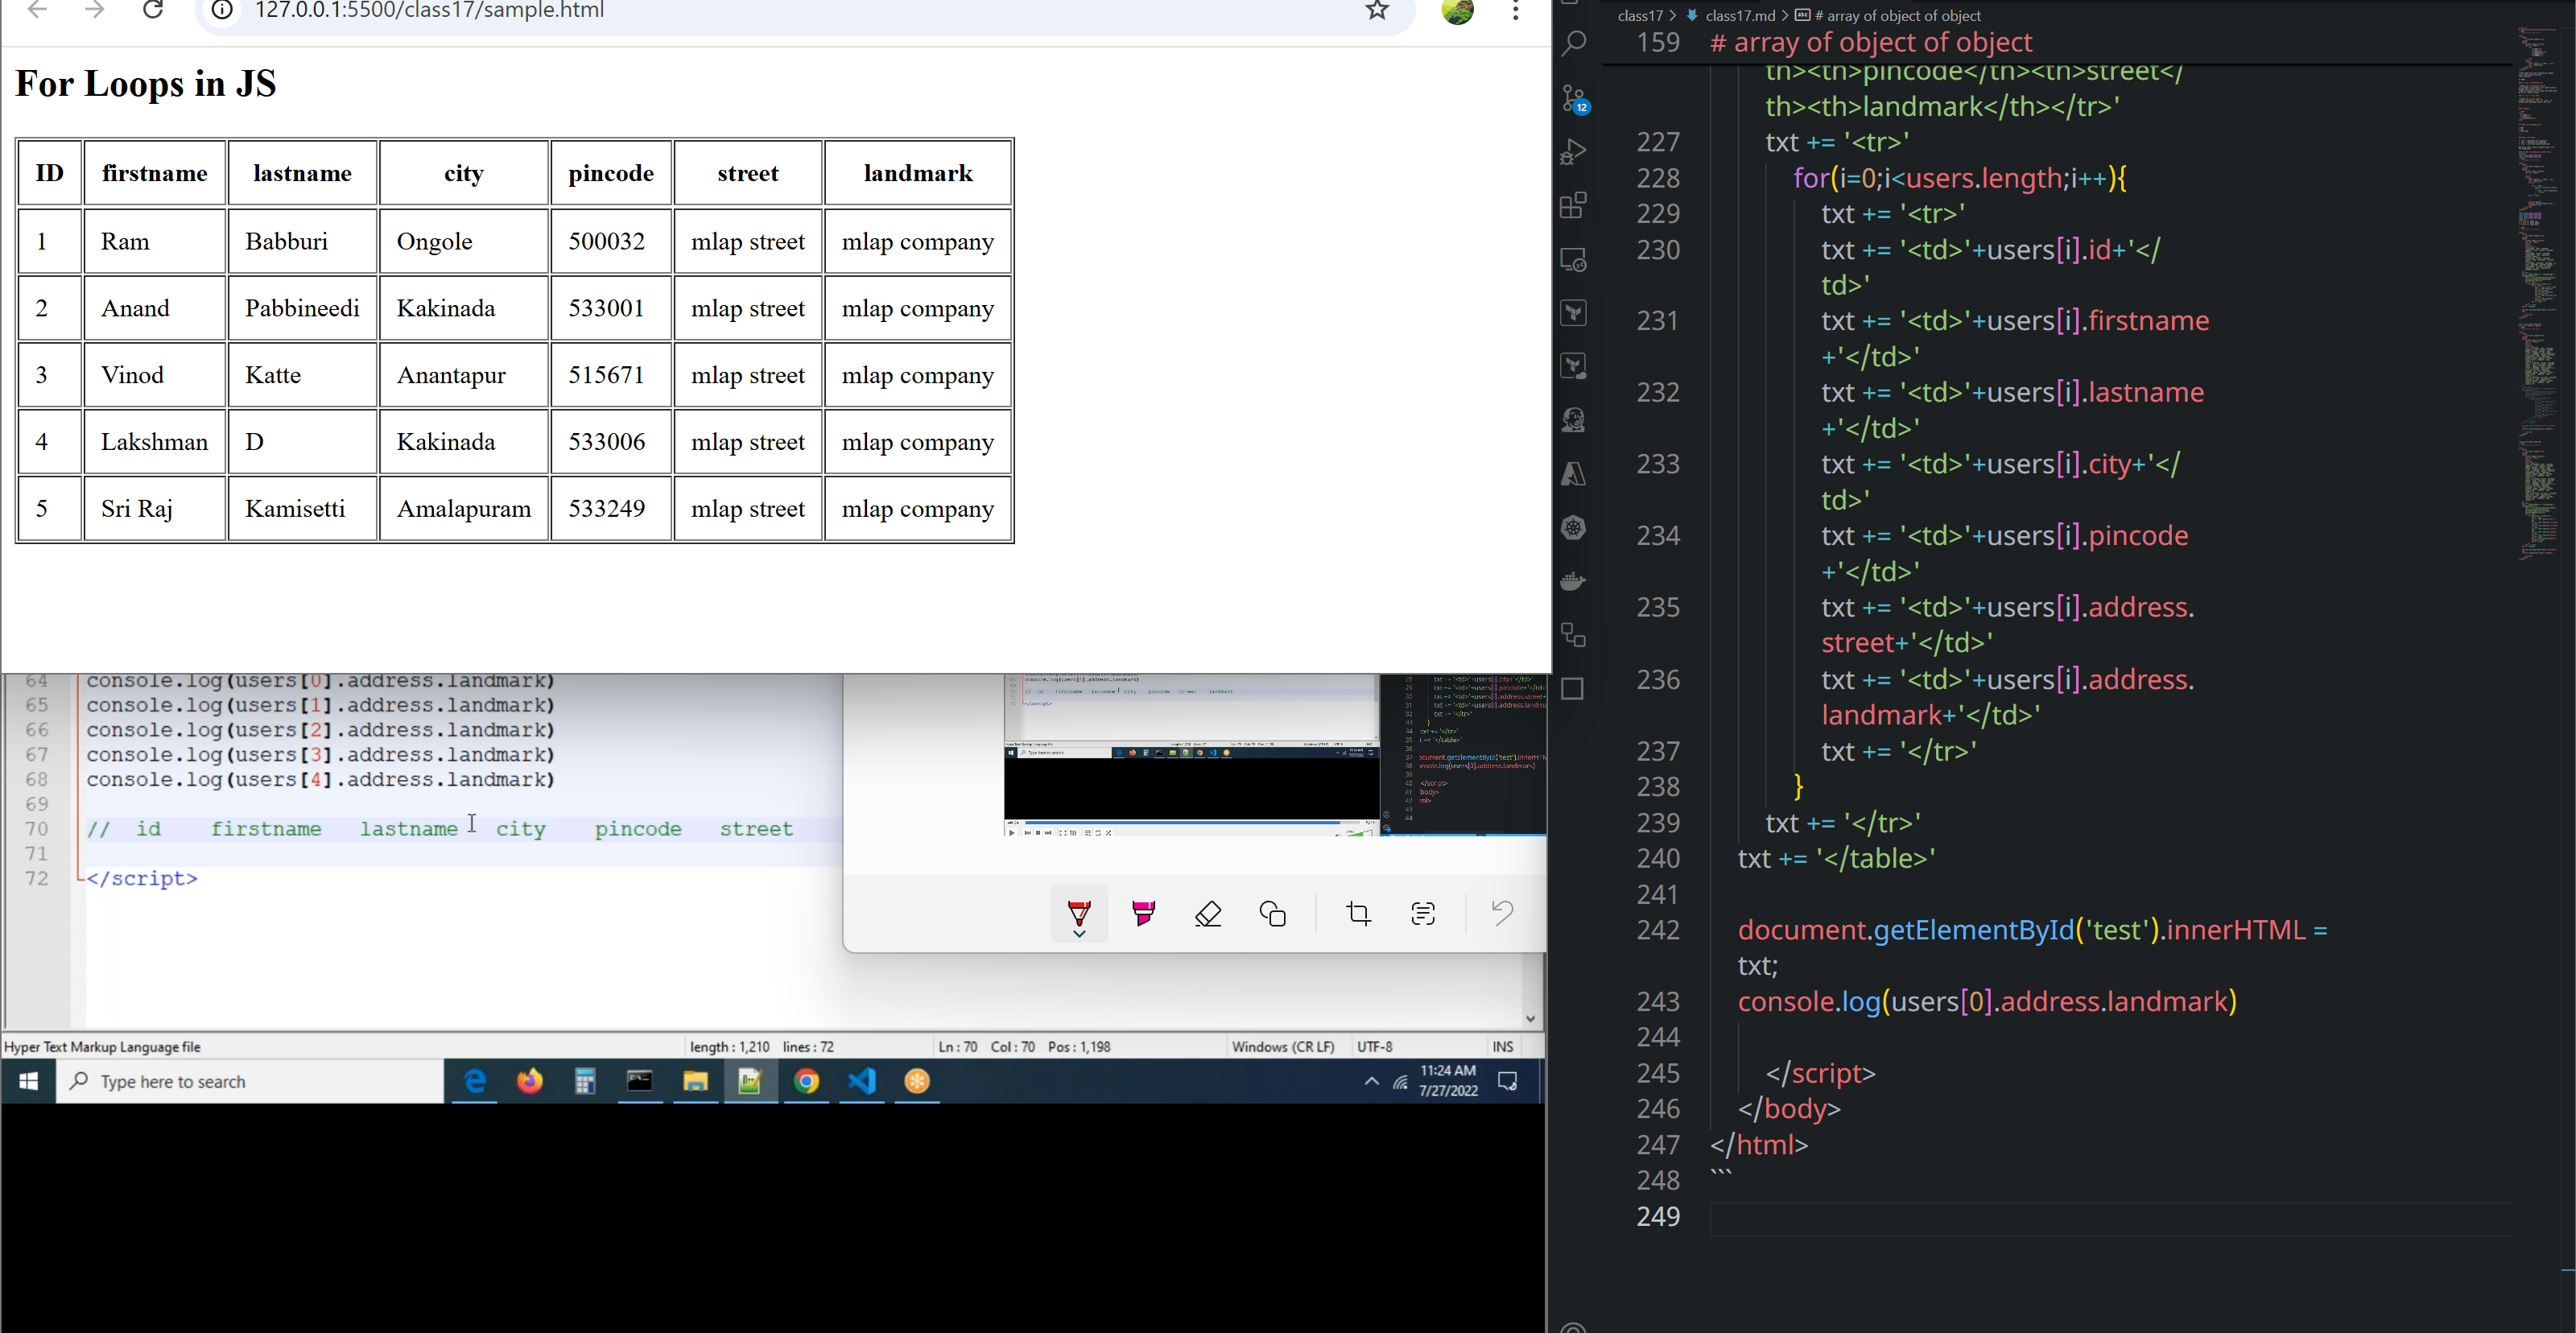 127.0.0.1:5500/class17/sample.html
For Loops in JS
ID firstname lastname city pincode street landmark
1 Ram Babburi Ongole 500032 mlap street mlap company
2 Anand Pabbineedi Kakinada 533001 mlap street mlap company
3 Vinod Katte Anantapur 515671 mlap street mlap company
4 Lakshman D Kakinada 533006 mlap street mlap company
5 Sri Raj Kamisetti Amalapuram 533249 mlap street mlap company
64 console.log(users[0].address.landmark)
65 console.log(users[1].address.landmark)
66 console.log(users[2].address.landmark)
67 console.log(users[3].address.landmark)
68 console.log(users[4].address.landmark)
69
70 // id firstname lastname city pincode street
71
72 </script>
Hyper Text Markup Language file length : 1,210 lines : 72 Ln : 70 Col : 70 Pos : 1,198 Windows (CR LF) UTF-8 INS
Type here to search
11:24 AM
7/27/2022
class17 > class17.md > # array of object of object
159 # array of object of object
th><th>pincode</th><th>street</
th><th>landmark</th></tr>'
227 txt += '<tr>'
228 for(i=0;i<users.length;i++){
229 txt += '<tr>'
230 txt += '<td>'+users[i].id+'</
td>'
231 txt += '<td>'+users[i].firstname
+'</td>'
232 txt += '<td>'+users[i].lastname
+'</td>'
233 txt += '<td>'+users[i].city+'</
td>'
234 txt += '<td>'+users[i].pincode
+'</td>'
235 txt += '<td>'+users[i].address.
street+'</td>'
236 txt += '<td>'+users[i].address.
landmark+'</td>'
237 txt += '</tr>'
238 }
239 txt += '</tr>'
240 txt += '</table>'
241
242 document.getElementById('test').innerHTML =
txt;
243 console.log(users[0].address.landmark)
244
245 </script>
246 </body>
247 </html>
248 ```
249
12